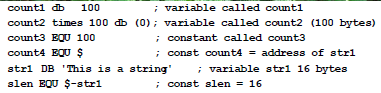 count1 db 100 ; variable called count1
count2 times 100 db (0); variable called count2 (100 bytes)
count3 EQU 100 ; constant called count3
count4 EQU $ ; const count4 = address of str1
str1 DB 'This is a string' ; variable str1 16 bytes
slen EQU $-str1 ; const slen = 16